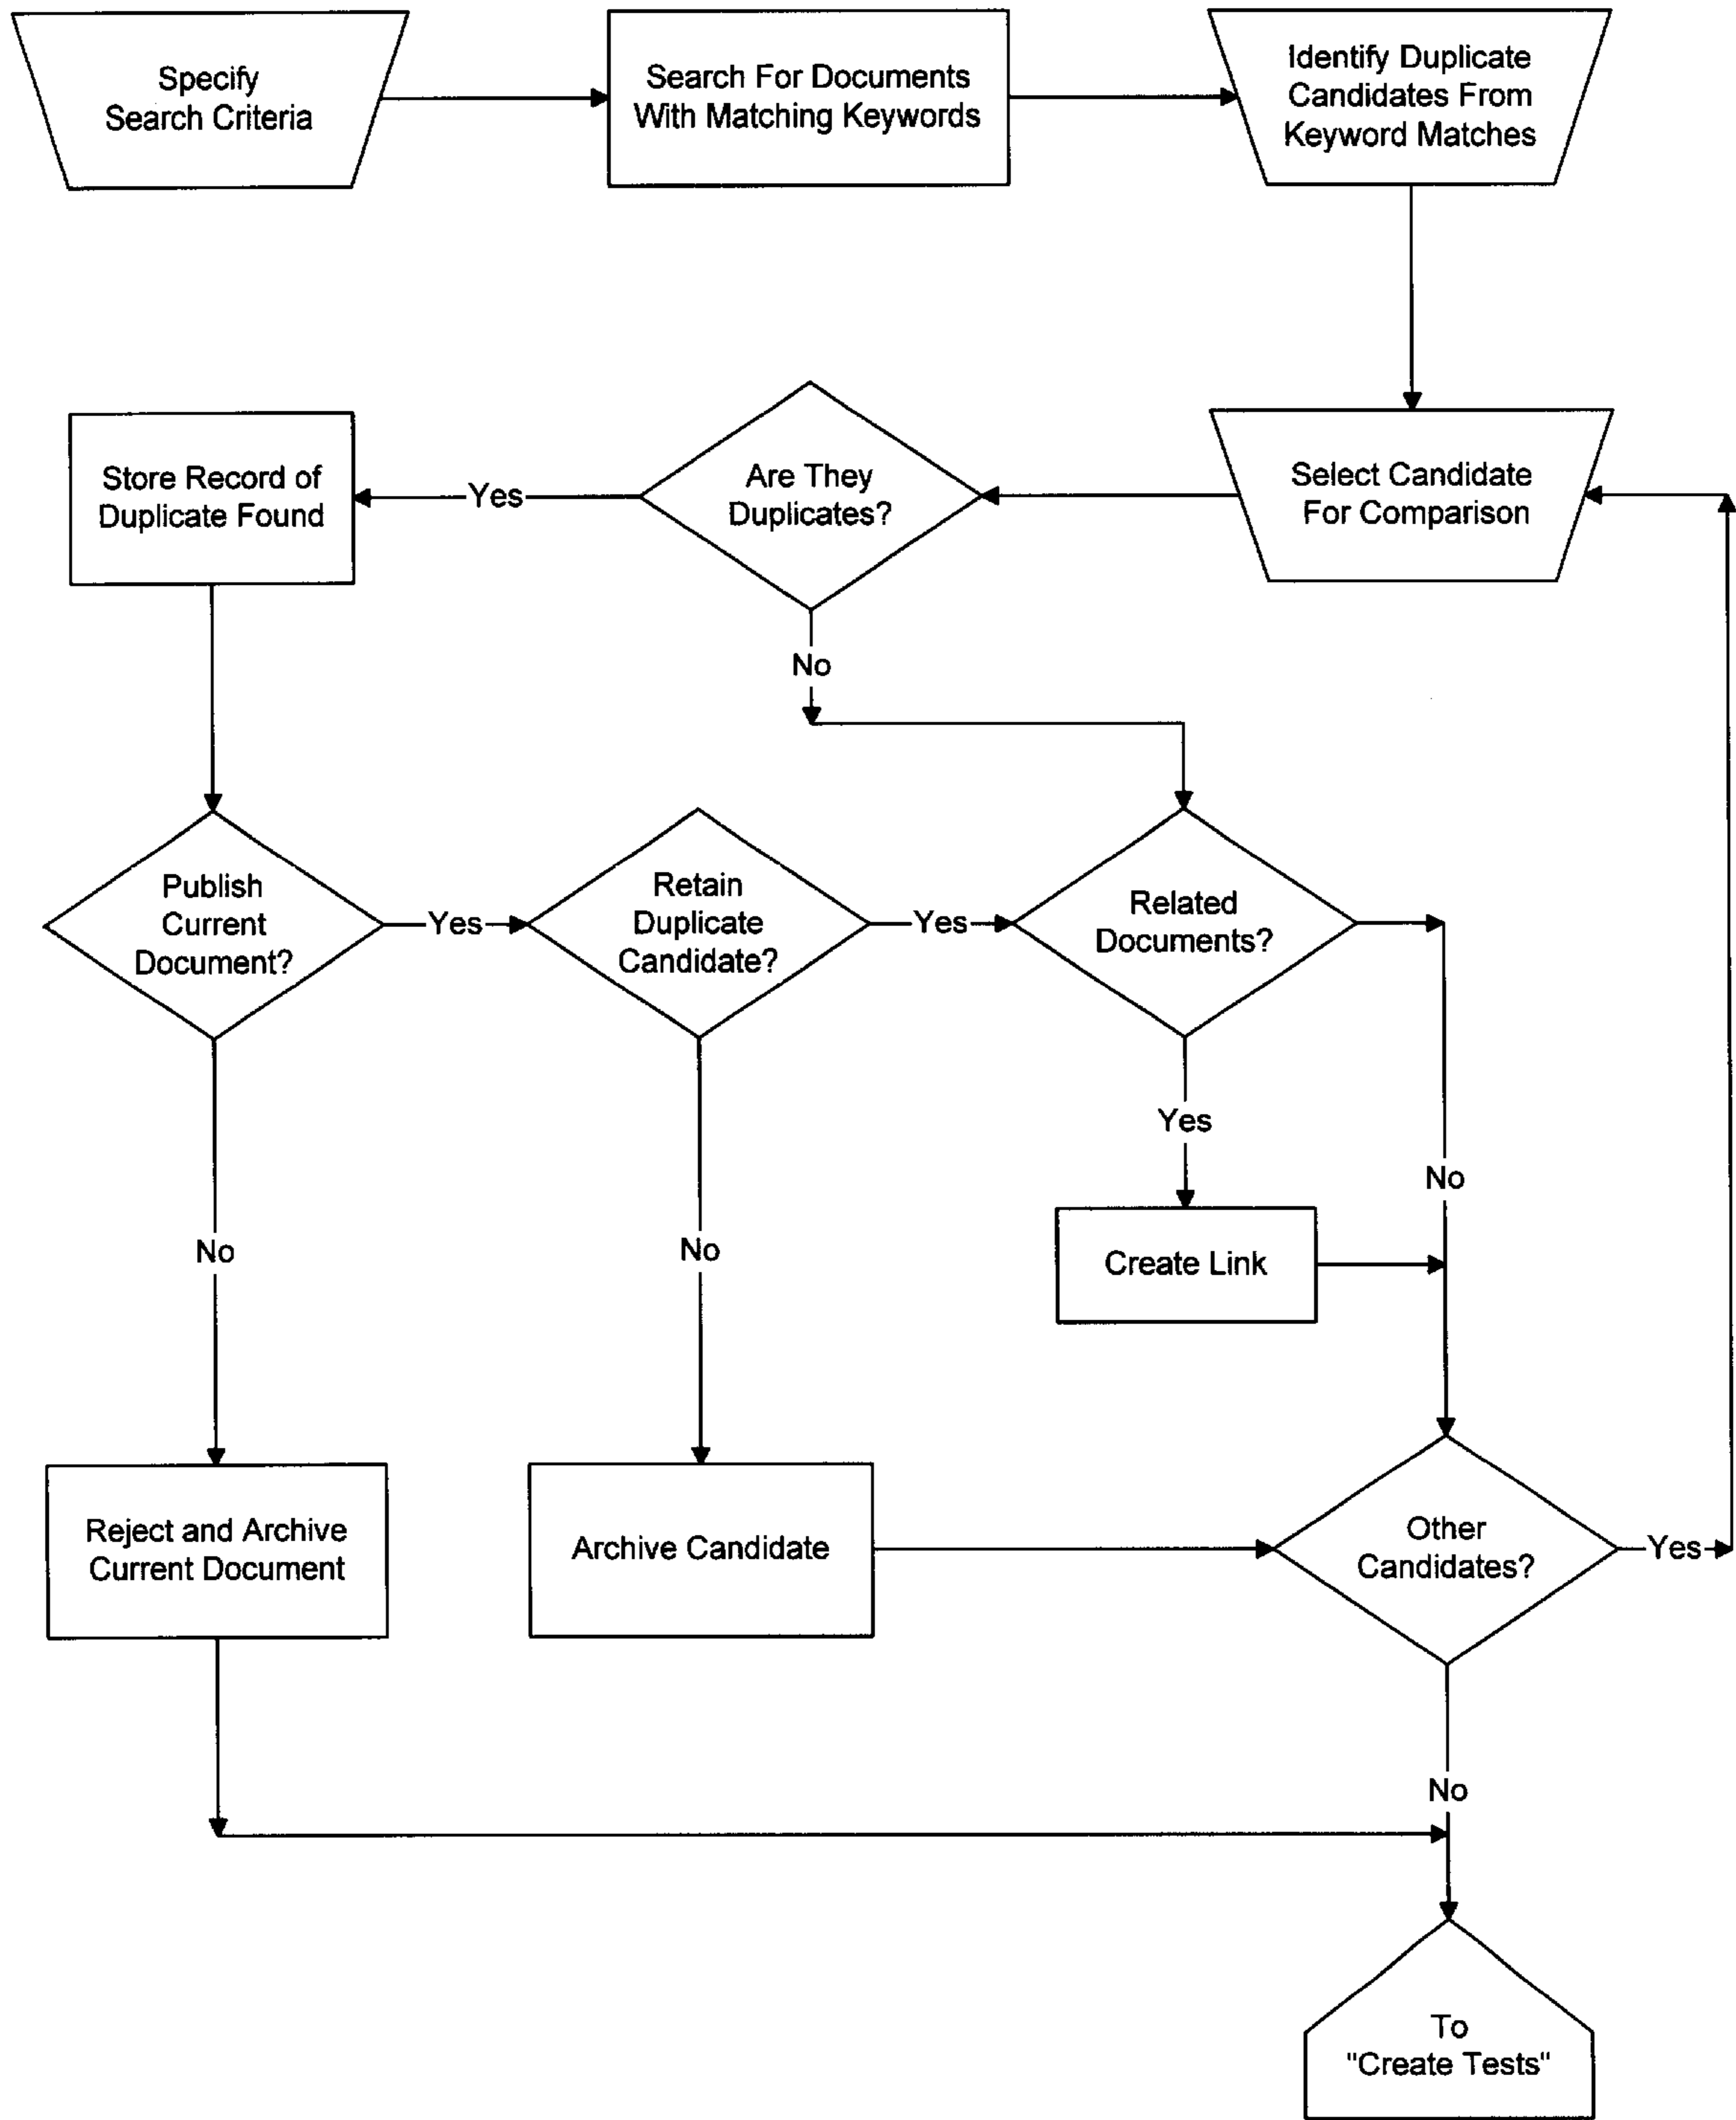 Specify
Search Criteria
Search For Documents
With Matching Keywords
Identify Duplicate
Candidates From
Keyword Matches
Store Record of
Duplicate Found
Yes
Are They
Duplicates?
Select Candidate
For Comparison
No
Publish
Current
Document?
Yes
Retain
Duplicate
Candidate?
Yes
Related
Documents?
Yes
No
No
No
Create Link
Reject and Archive
Current Document
Archive Candidate
Other
Candidates?
Yes
No
To
"Create Tests"